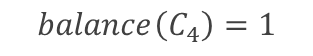 balance(C₄) = 1